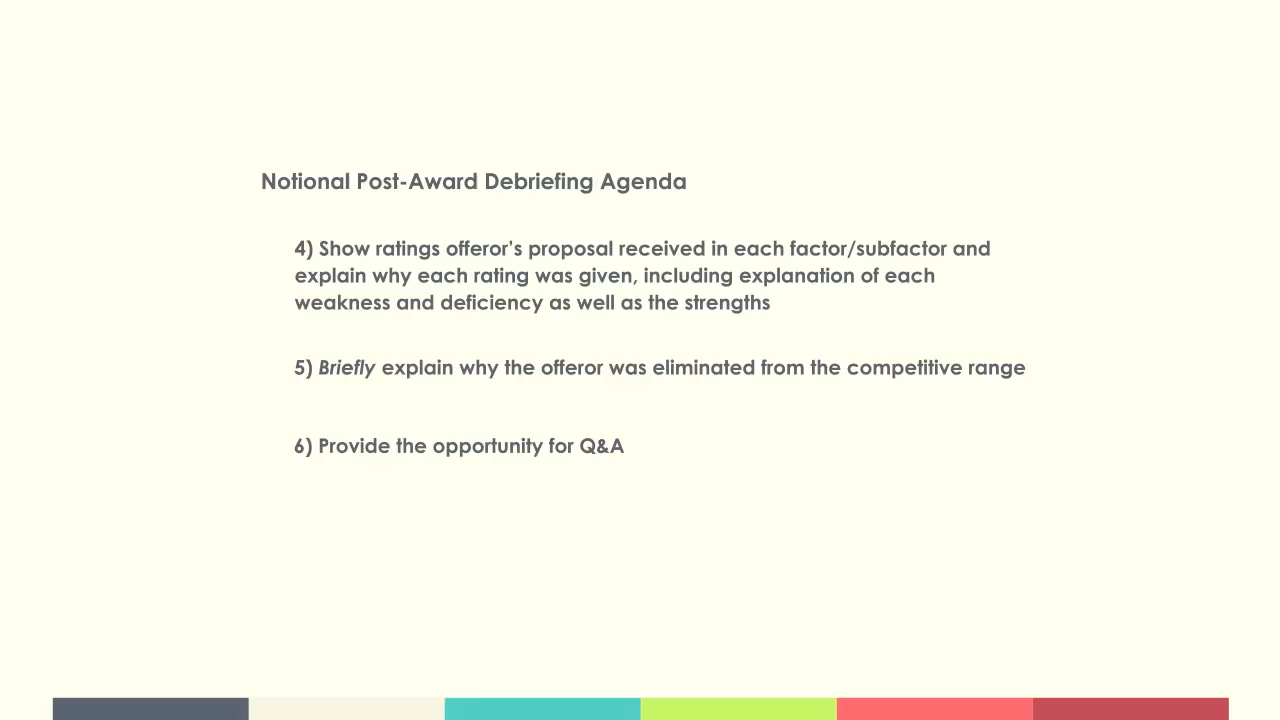 Notional Post-Award Debriefing Agenda
4) Show ratings offeror’s proposal received in each factor/subfactor and
explain why each rating was given, including explanation of each
weakness and deficiency as well as the strengths
5) Briefly explain why the offeror was eliminated from the competitive range
6) Provide the opportunity for Q&A